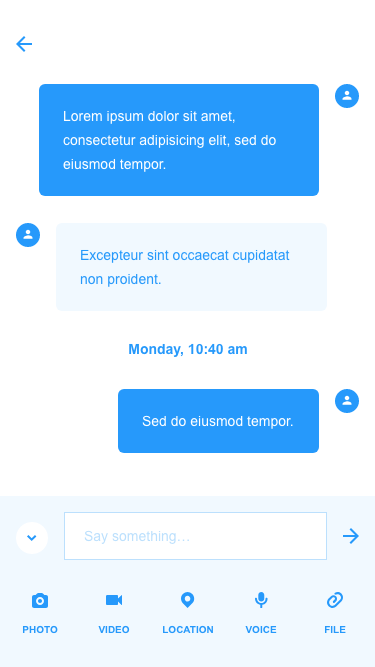 Lorem ipsum dolor sit amet,
consectetur adipisicing elit, sed do
eiusmod tempor.
Excepteur sint occaecat cupidatat
non proident.
Monday, 10:40 am
Sed do eiusmod tempor.
Say something...
PHOTO VIDEO LOCATION VOICE FILE